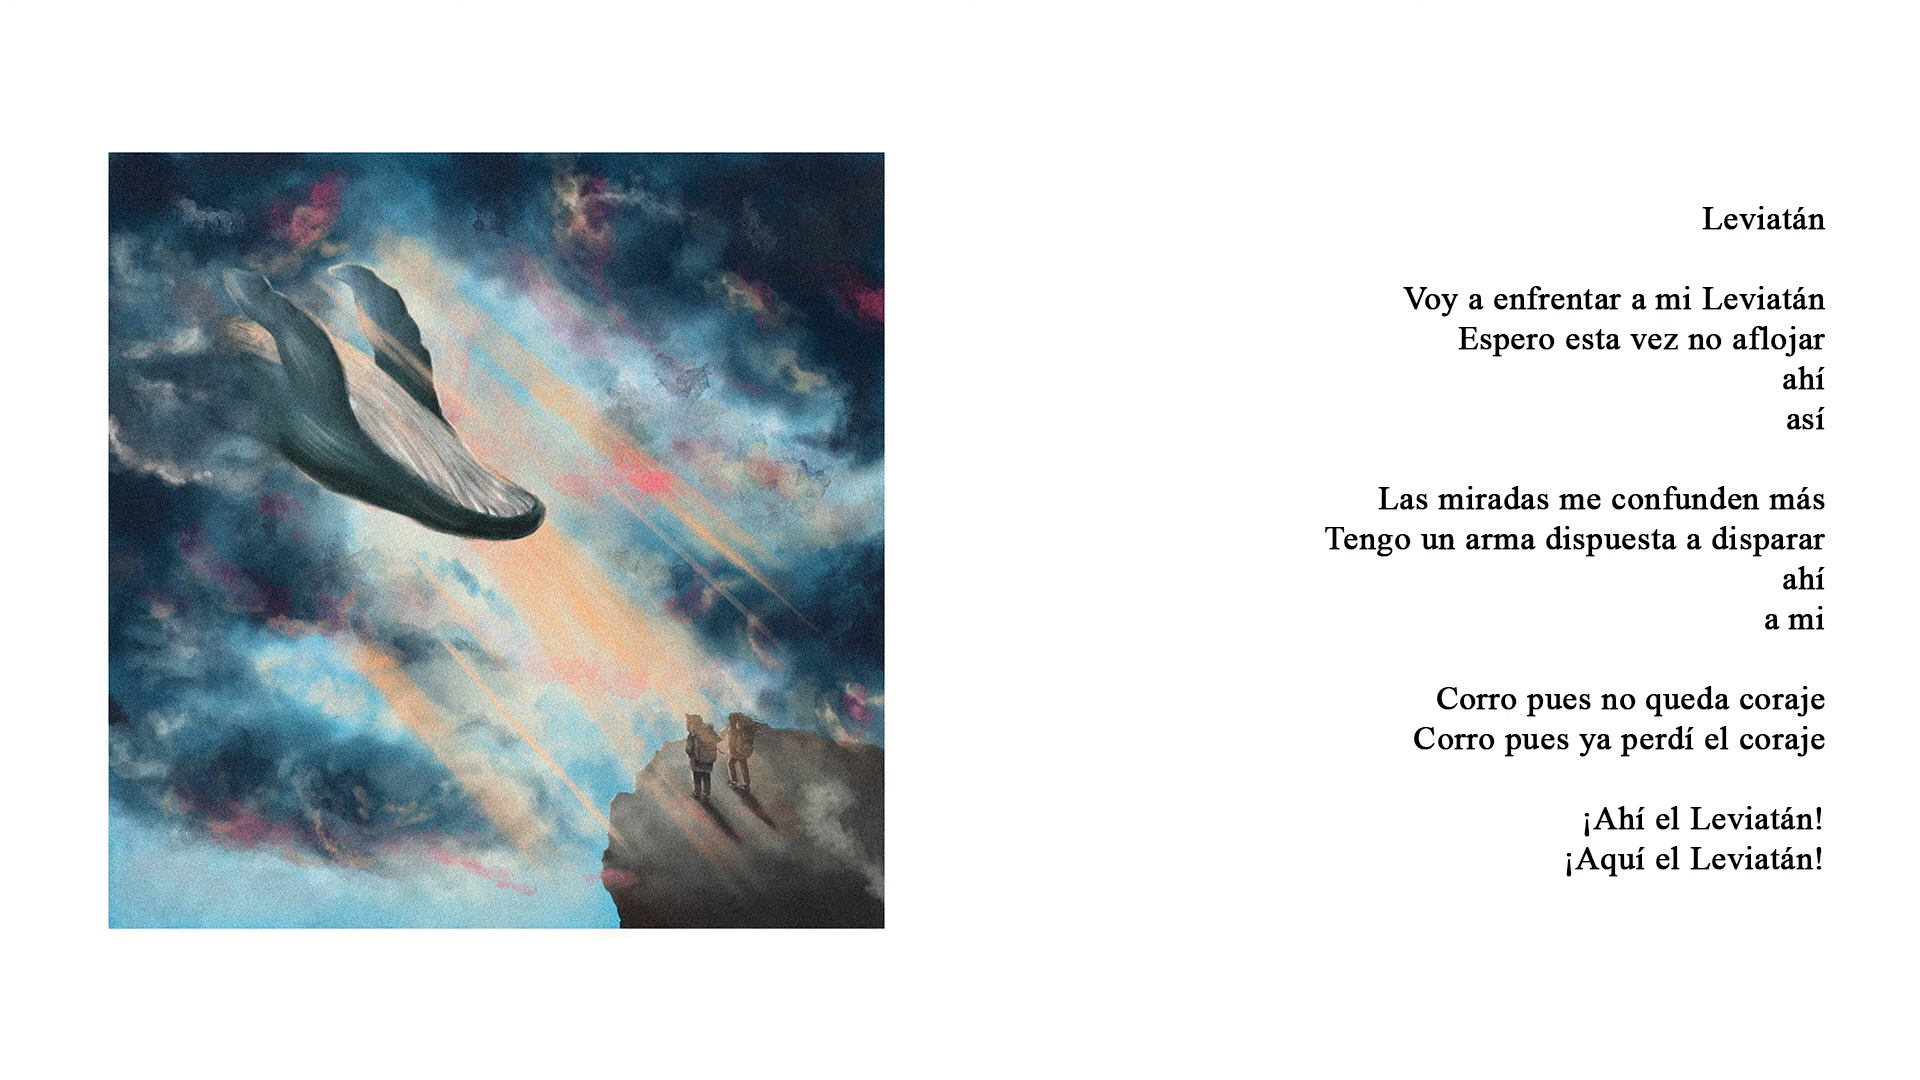 Leviatán
Voy a enfrentar a mi Leviatán
Espero esta vez no aflojar
ahí
así
Las miradas me confunden más
Tengo un arma dispuesta a disparar
ahí
a mi
Corro pues no queda coraje
Corro pues ya perdí el coraje
¡Ahí el Leviatán!
¡Aquí el Leviatán!